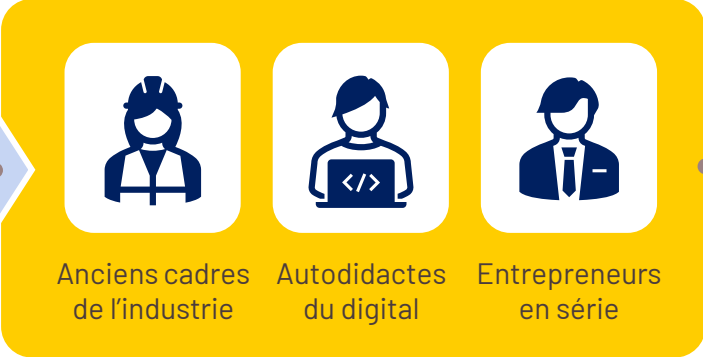 </>
Anciens cadres
de l’industrie
Autodidactes
du digital
Entrepreneurs
en série